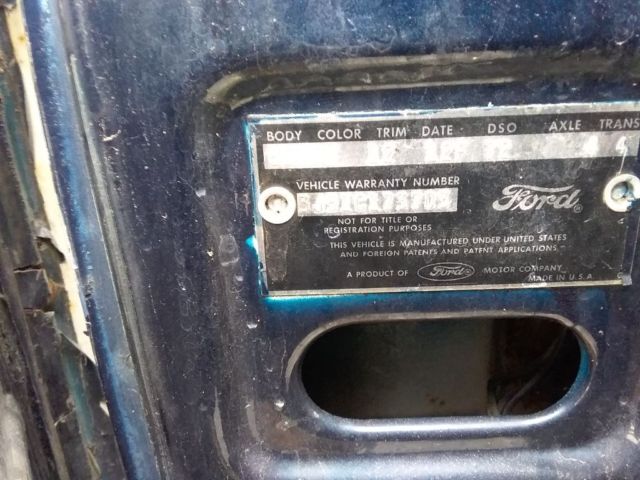 BODY COLOR TRIM DATE DSO AXLE TRANS
VEHICLE WARRANTY NUMBER
Ford
NOT FOR TITLE OR
REGISTRATION PURPOSES
THIS VEHICLE IS MANUFACTURED UNDER UNITED STATES
AND FOREIGN PATENTS AND PATENT APPLICATIONS.
A PRODUCT OF Ford MOTOR COMPANY
MADE IN U.S.A